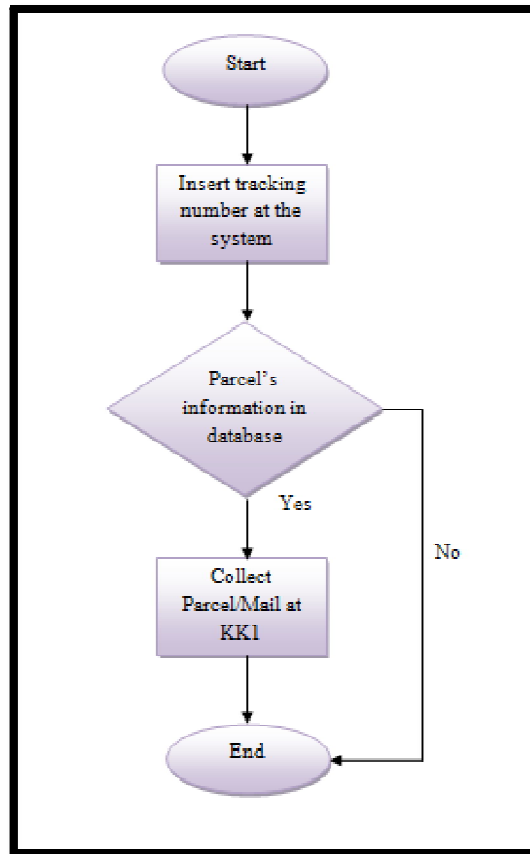 Start
Insert tracking
number at the
system
Parcel's
information in
database
Yes
No
Collect
Parcel/Mail at
KK1
End